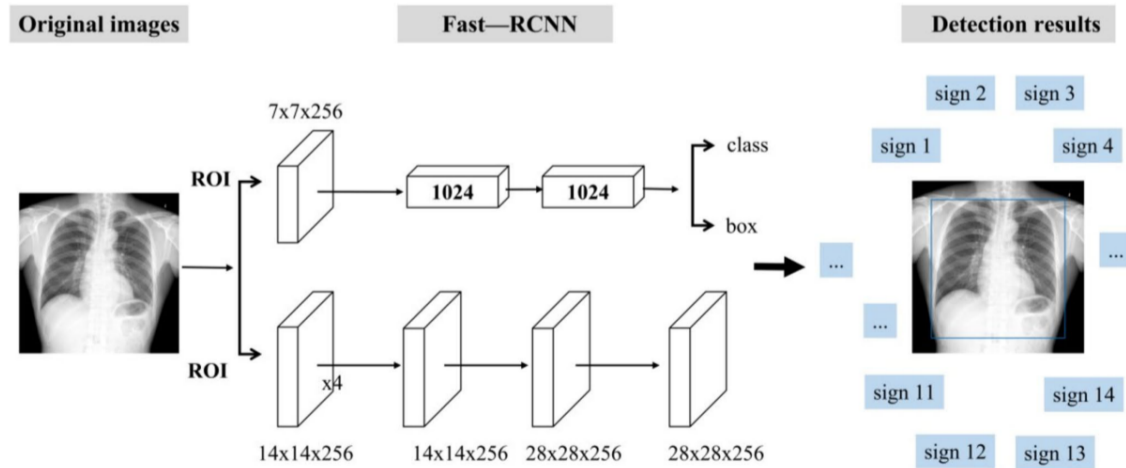 Original images
Fast—RCNN
Detection results
7x7x256
ROI
1024
1024
class
box
ROI
x4
14x14x256
14x14x256
28x28x256
28x28x256
sign 2
sign 3
sign 1
sign 4
...
...
...
sign 11
sign 14
sign 12
sign 13